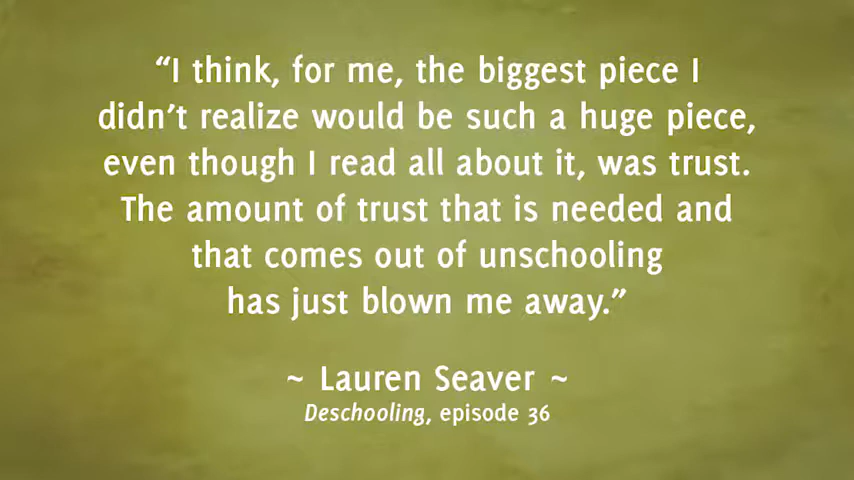 “I think, for me, the biggest piece I
didn’t realize would be such a huge piece,
even though I read all about it, was trust.
The amount of trust that is needed and
that comes out of unschooling
has just blown me away.”
~ Lauren Seaver ~
Deschooling, episode 36